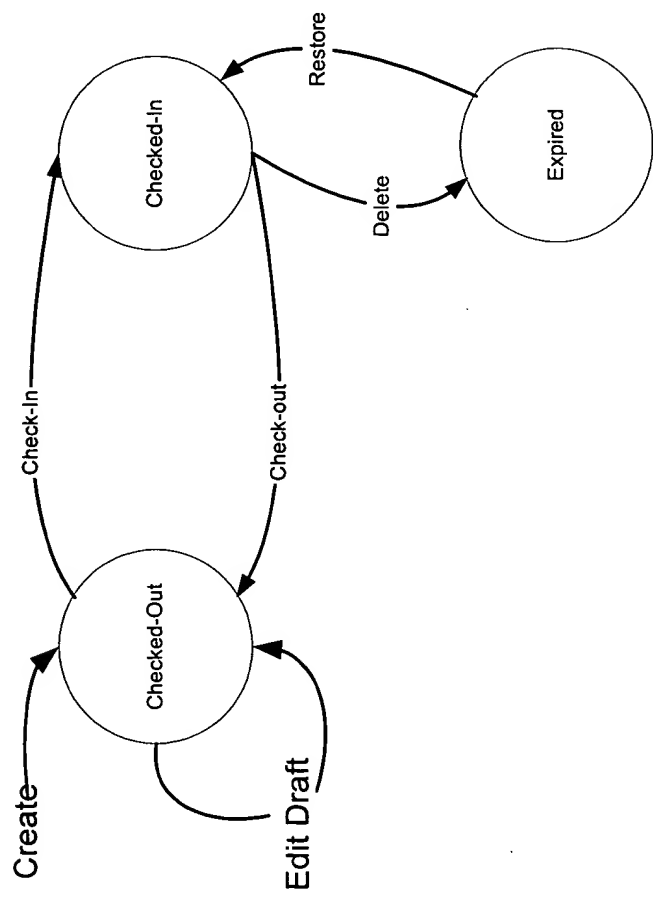 Create
Check-In
Checked-Out
Checked-In
Edit Draft
Check-out
Delete
Restore
Expired